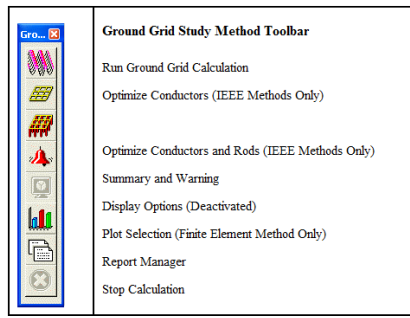 Gro...
Ground Grid Study Method Toolbar
Run Ground Grid Calculation
Optimize Conductors (IEEE Methods Only)
Optimize Conductors and Rods (IEEE Methods Only)
Summary and Warning
Display Options (Deactivated)
Plot Selection (Finite Element Method Only)
Report Manager
Stop Calculation